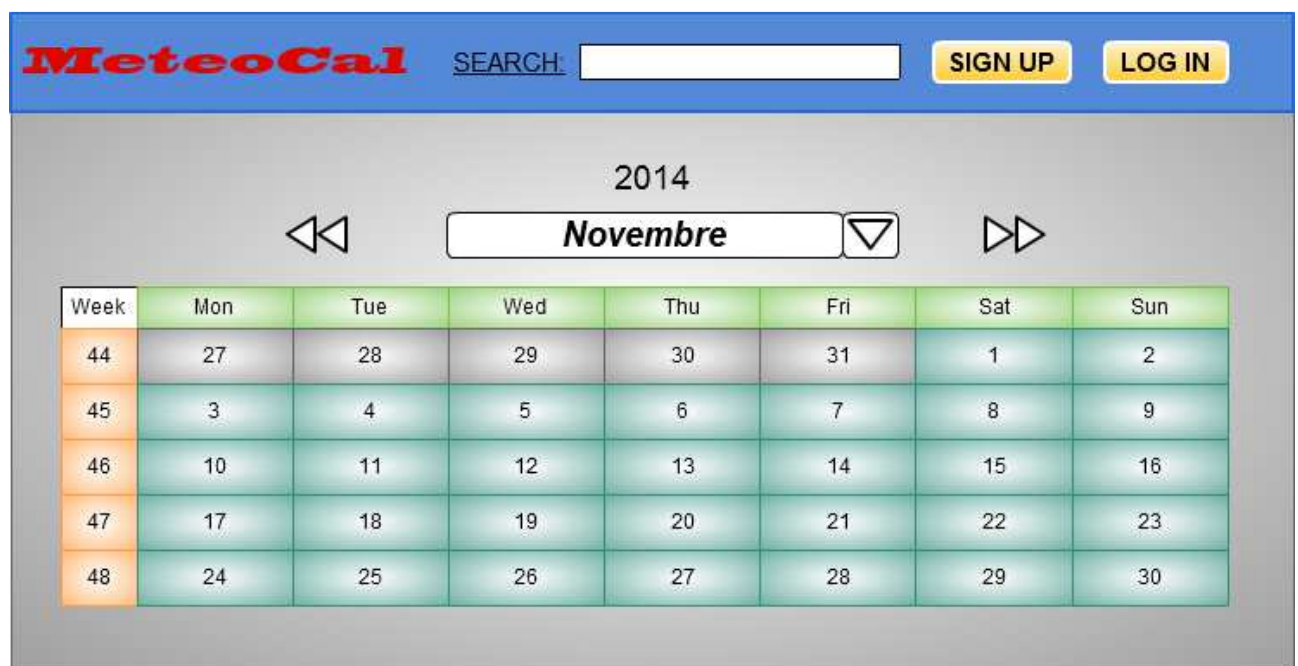 MeteoCal SEARCH: SIGN UP LOG IN
2014
Novembre
Week Mon Tue Wed Thu Fri Sat Sun
44 27 28 29 30 31 1 2
45 3 4 5 6 7 8 9
46 10 11 12 13 14 15 16
47 17 18 19 20 21 22 23
48 24 25 26 27 28 29 30